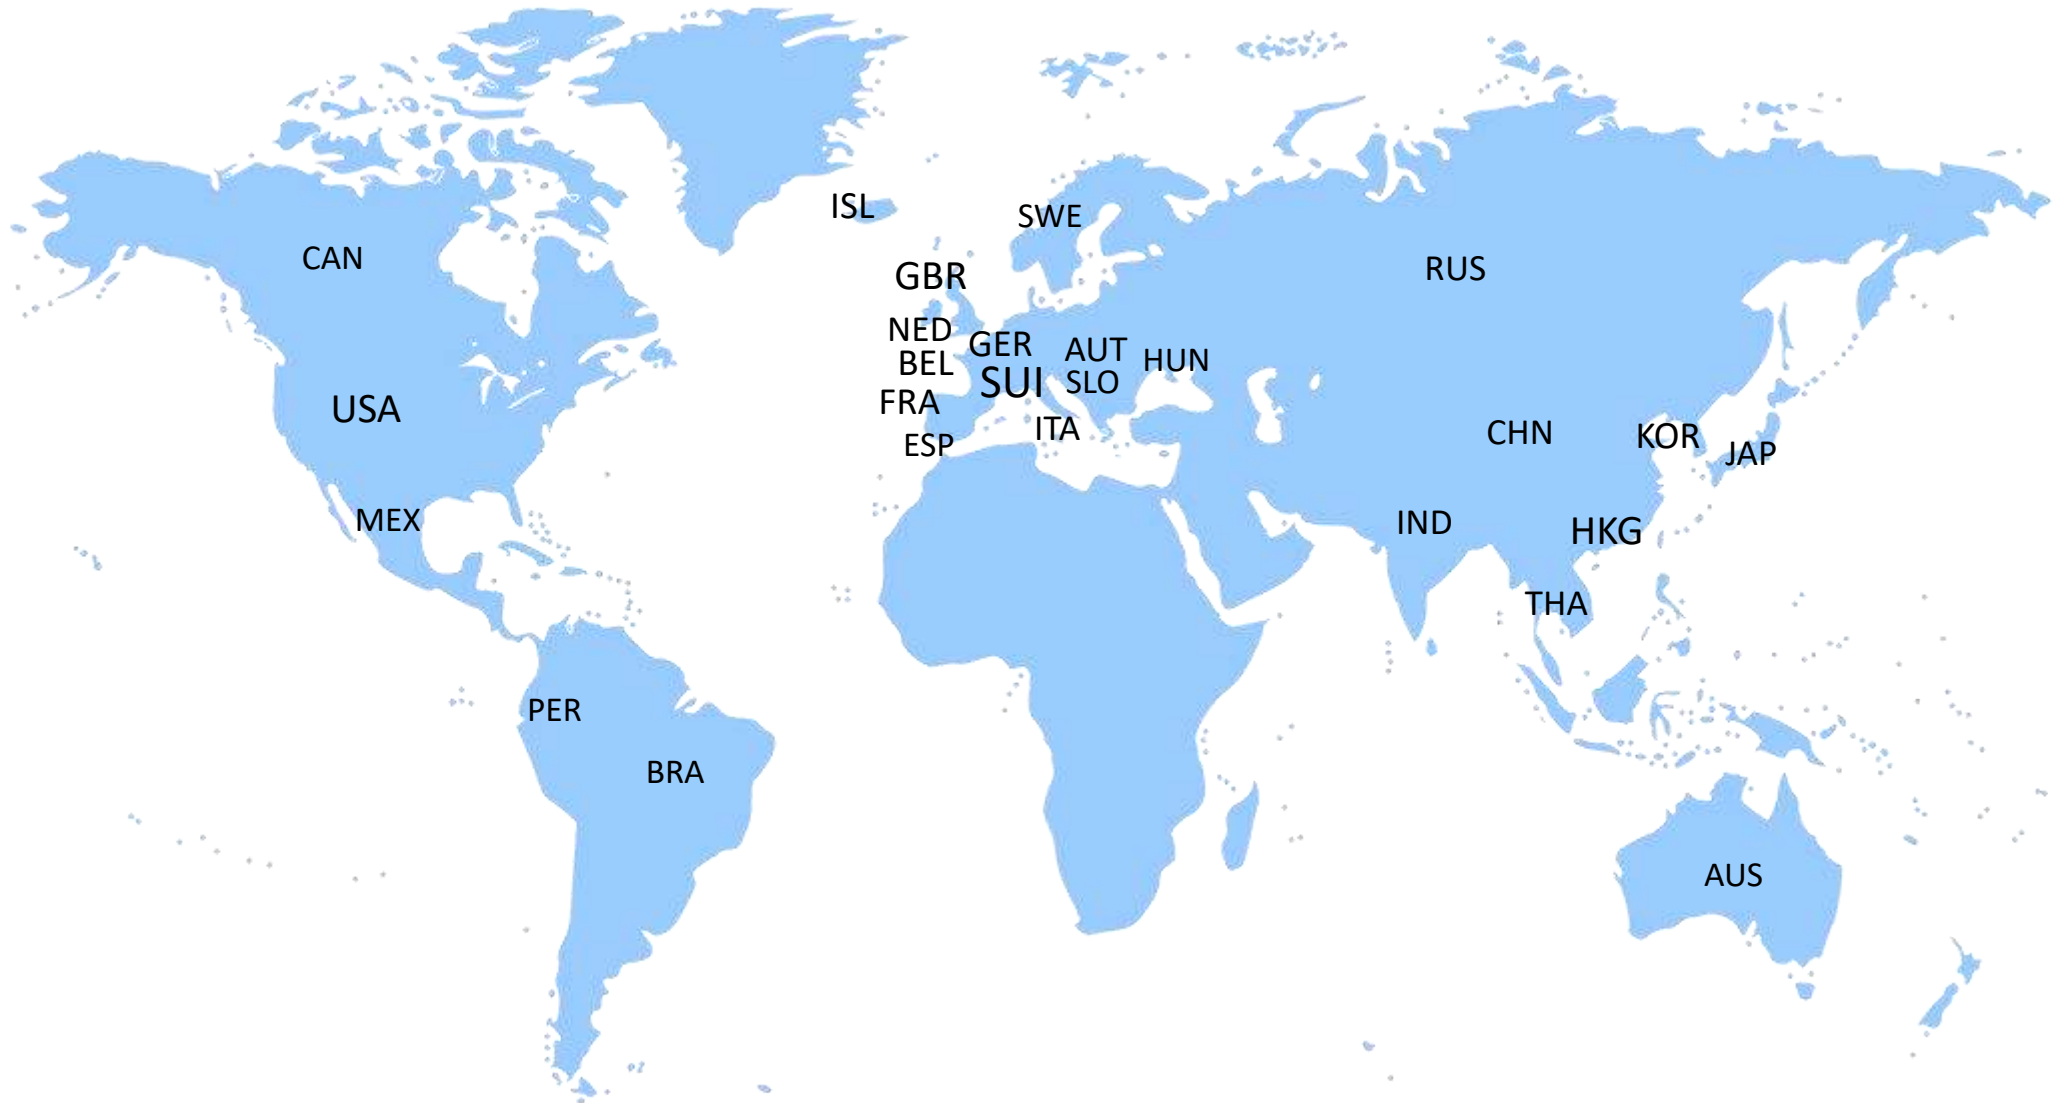 ISL
SWE
CAN
RUS
GBR
NED
GER
AUT
HUN
BEL
SUI
SLO
USA
FRA
ITA
ESP
CHN
KOR
JAP
MEX
IND
HKG
THA
PER
BRA
AUS